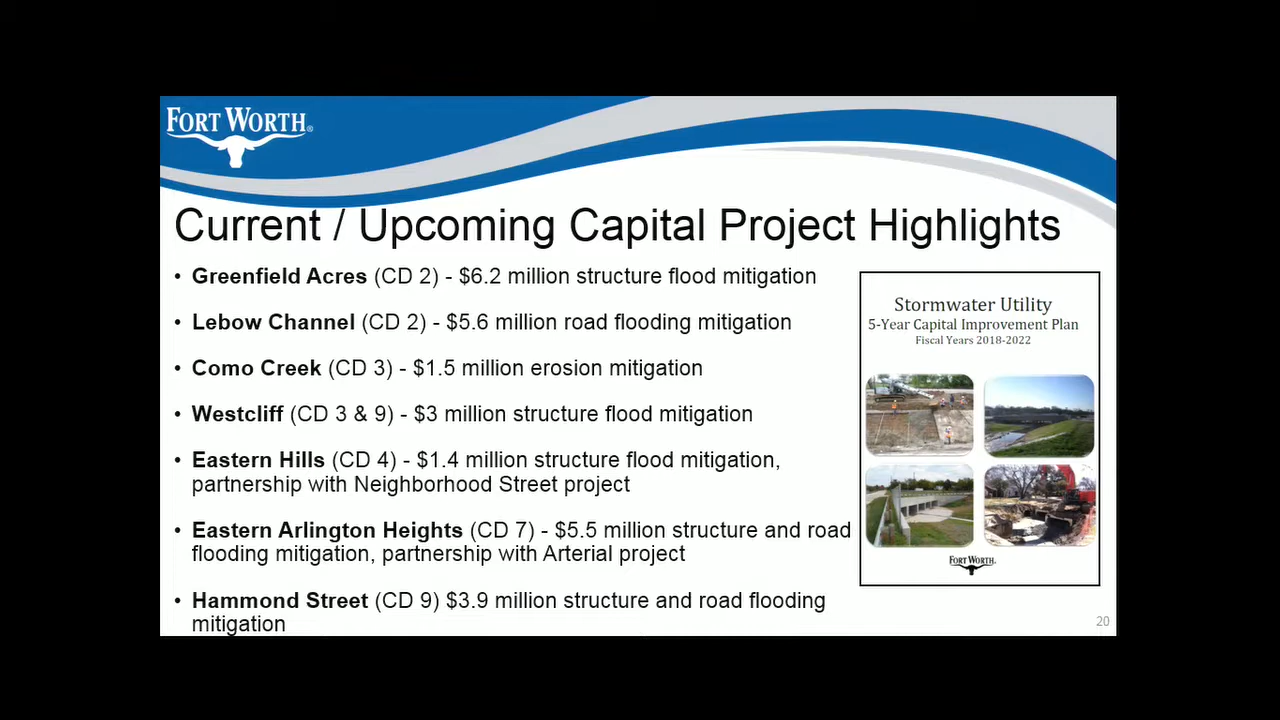 FORT WORTH®
Current / Upcoming Capital Project Highlights
• Greenfield Acres (CD 2) - $6.2 million structure flood mitigation
• Lebow Channel (CD 2) - $5.6 million road flooding mitigation
• Como Creek (CD 3) - $1.5 million erosion mitigation
• Westcliff (CD 3 & 9) - $3 million structure flood mitigation
• Eastern Hills (CD 4) - $1.4 million structure flood mitigation,
partnership with Neighborhood Street project
• Eastern Arlington Heights (CD 7) - $5.5 million structure and road
flooding mitigation, partnership with Arterial project
• Hammond Street (CD 9) $3.9 million structure and road flooding
mitigation
Stormwater Utility
5-Year Capital Improvement Plan
Fiscal Years 2018-2022
FORT WORTH.
20